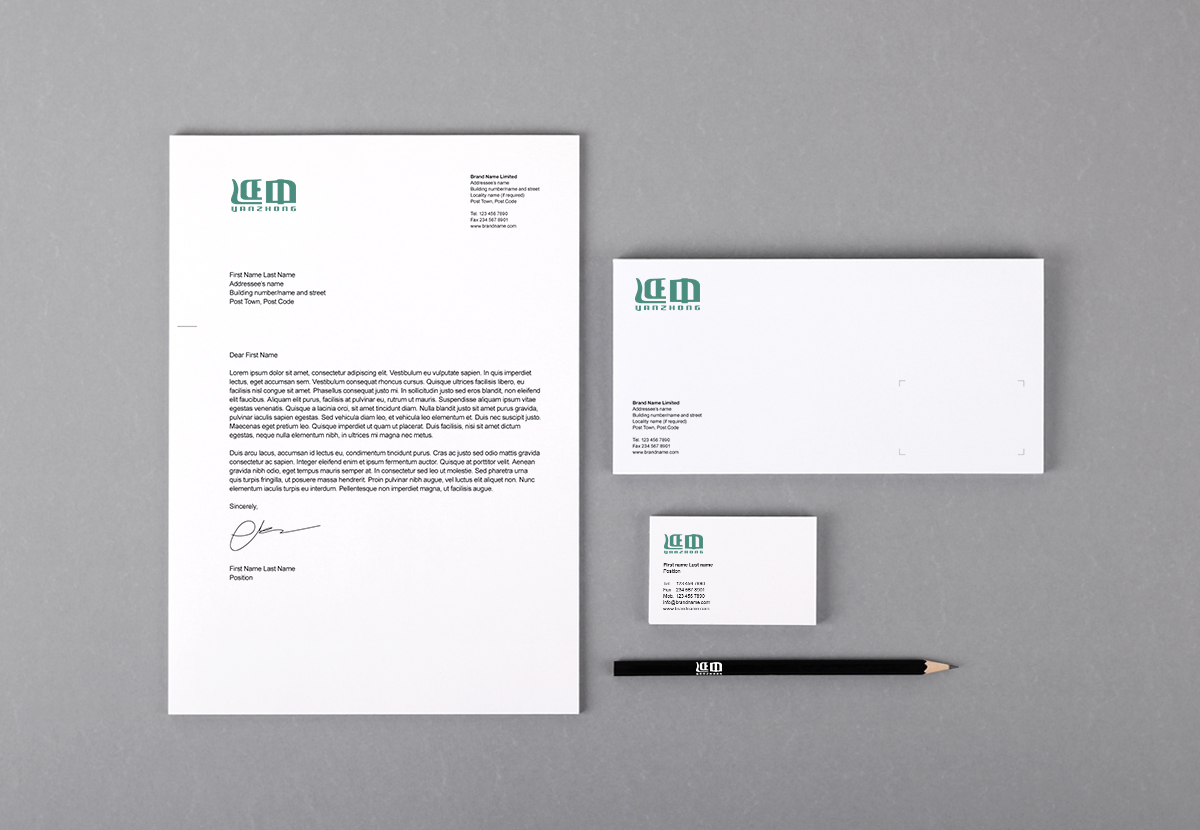 延中
YANZHONG
Brand Name Limited
Addressee's name
Building number/name and street
Locality name (if required)
Post Town, Post Code
Tel. 123 456 7890
Fax 234 567 8901
www.brandname.com
First Name Last Name
Addressee's name
Building number/name and street
Post Town, Post Code
Dear First Name
Lorem ipsum dolor sit amet, consectetur adipiscing elit. Vestibulum eu vulputate sapien. In quis imperdiet
lectus, eget accumsan sem. Vestibulum consequat rhoncus cursus. Quisque ultrices facilisis libero, eu
facilisis nisl congue sit amet. Phasellus consequat justo mi. In sollicitudin justo sed eros blandit, non eleifend
elit faucibus. Aliquam elit purus, facilisis at pulvinar eu, rutrum ut mauris. Suspendisse aliquam ipsum vitae
egestas venenatis. Quisque a lacinia orci, sit amet tincidunt diam. Nulla blandit justo sit amet purus gravida,
pulvinar iaculis sapien egestas. Sed vehicula diam leo, et vehicula leo elementum et. Duis nec suscipit justo.
Maecenas eget pretium leo. Quisque imperdiet ut quam ut placerat. Duis facilisis, nisi sit amet dictum
egestas, neque nulla elementum nibh, in ultrices mi magna nec metus.
Duis arcu lacus, accumsan id lectus eu, condimentum tincidunt purus. Cras ac justo sed odio mattis gravida
consectetur ac sapien. Integer eleifend enim et ipsum fermentum auctor. Quisque at porttitor velit. Aenean
gravida nibh odio, eget tempus mauris semper at. In consectetur sed leo ut molestie. Sed pharetra urna
quis turpis fringilla, ut posuere massa hendrerit. Proin pulvinar nibh augue, vel luctus elit aliquet non. Nunc
elementum iaculis turpis eu interdum. Pellentesque non imperdiet magna, ut facilisis augue.
Sincerely,
First Name Last Name
Position
延中
YANZHONG
Brand Name Limited
Addressee's name
Building number/name and street
Locality name (if required)
Post Town, Post Code
Tel. 123 456 7890
Fax 234 567 8901
www.brandname.com
延中
YANZHONG
First name Last name
Position
Tel. 123 456 7890
Fax 234 567 8901
Mob. 123 456 7890
info@brandname.com
www.brandname.com
延中
YANZHONG